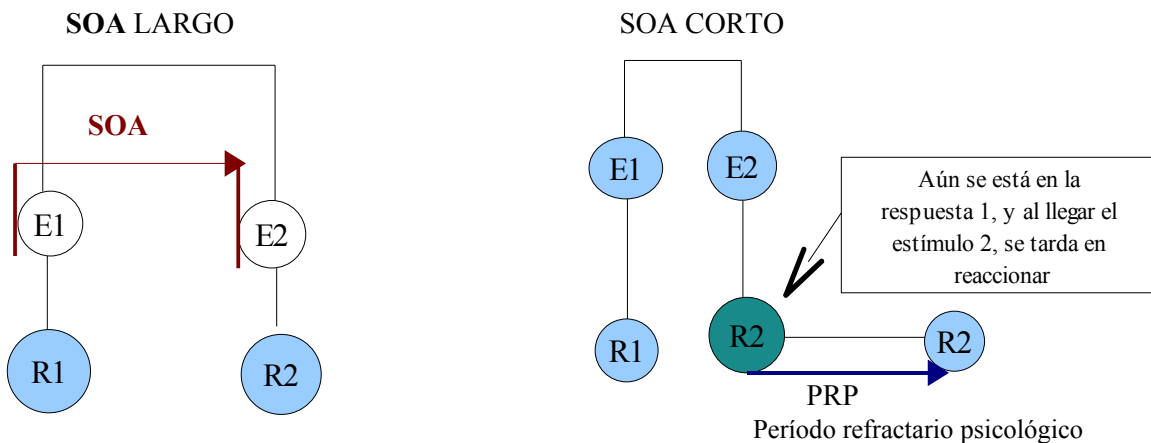 SOA LARGO
SOA
E1
E2
R1
R2
SOA CORTO
E1
E2
Aún se está en la
respuesta 1, y al llegar el
estímulo 2, se tarda en
reaccionar
R1
R2
R2
PRP
Período refractario psicológico